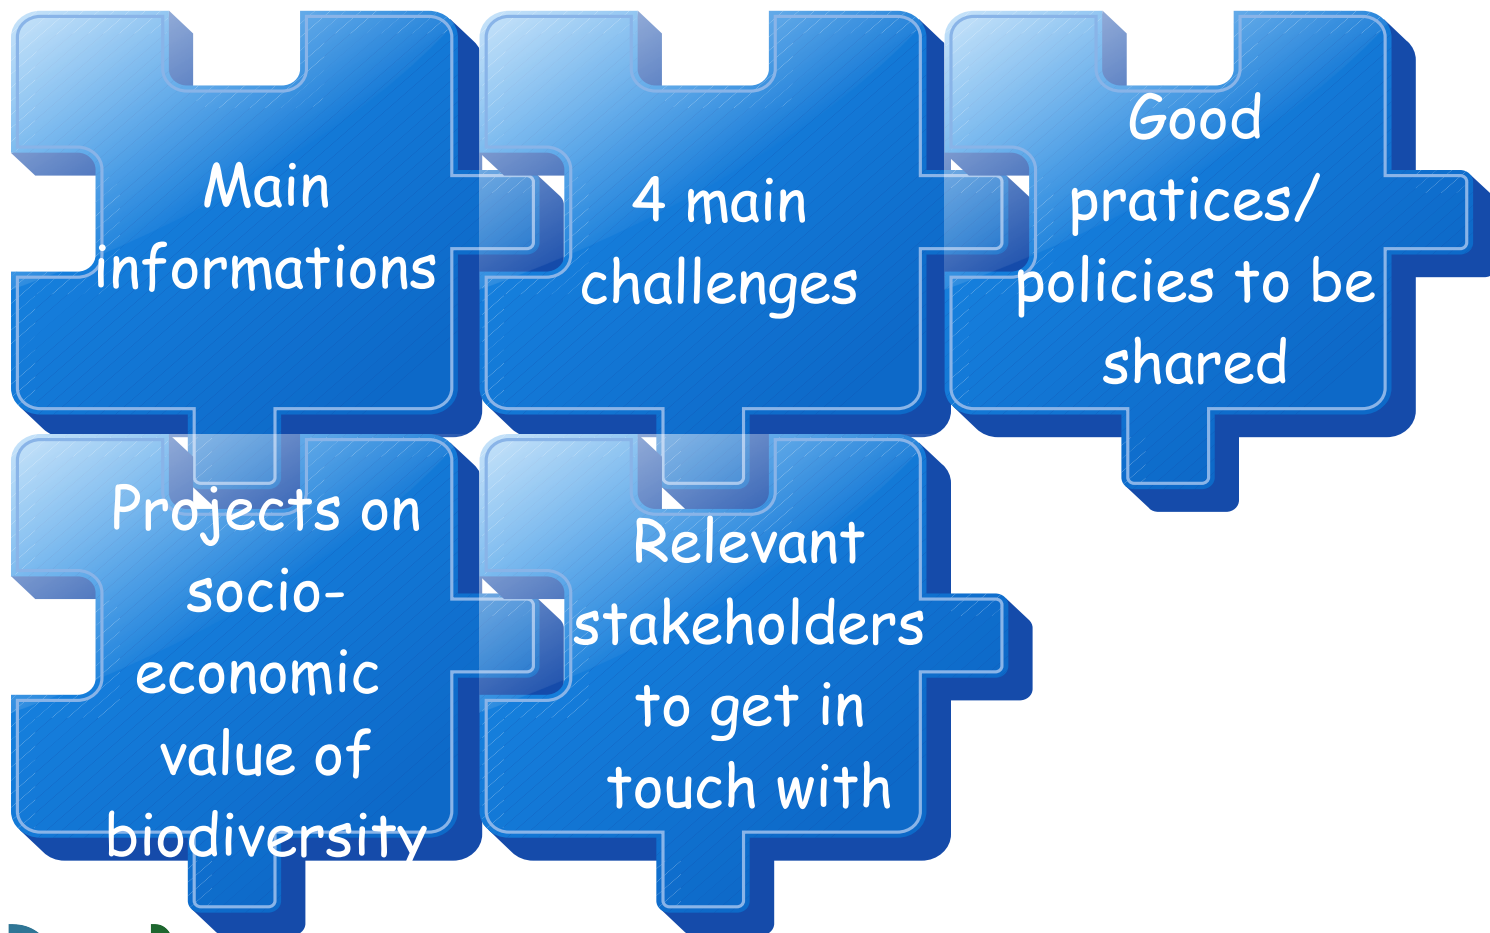 Main
informations
4 main
challenges
Good
pratices/
policies to be
shared
Projects on
socio-
economic
value of
biodiversity
Relevant
stakeholders
to get in
touch with